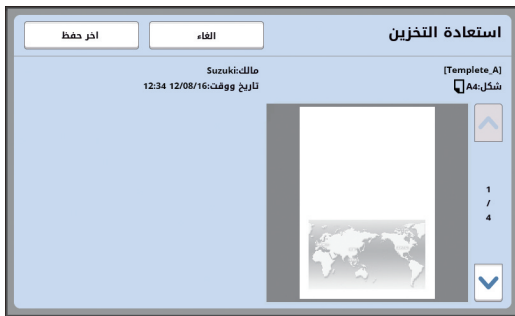 استعادة التخزين
الغاء
اخر حفظ
[Templete_A]
شكل:A4
مالك:Suzuki
تاريخ ووقت:12/08/16 12:34
1
/
4